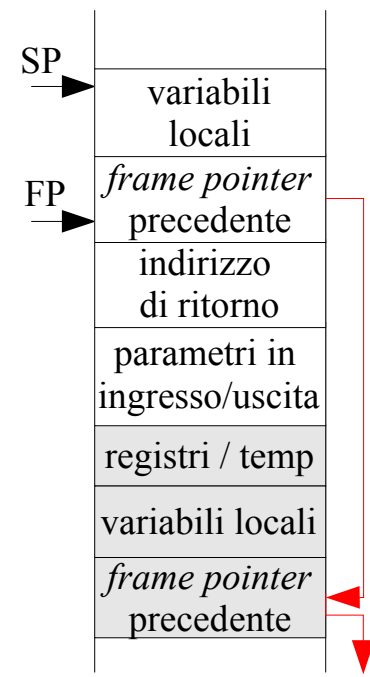 SP
variabili
locali
frame pointer
FP
precedente
indirizzo
di ritorno
parametri in
ingresso/uscita
registri / temp
variabili locali
frame pointer
precedente